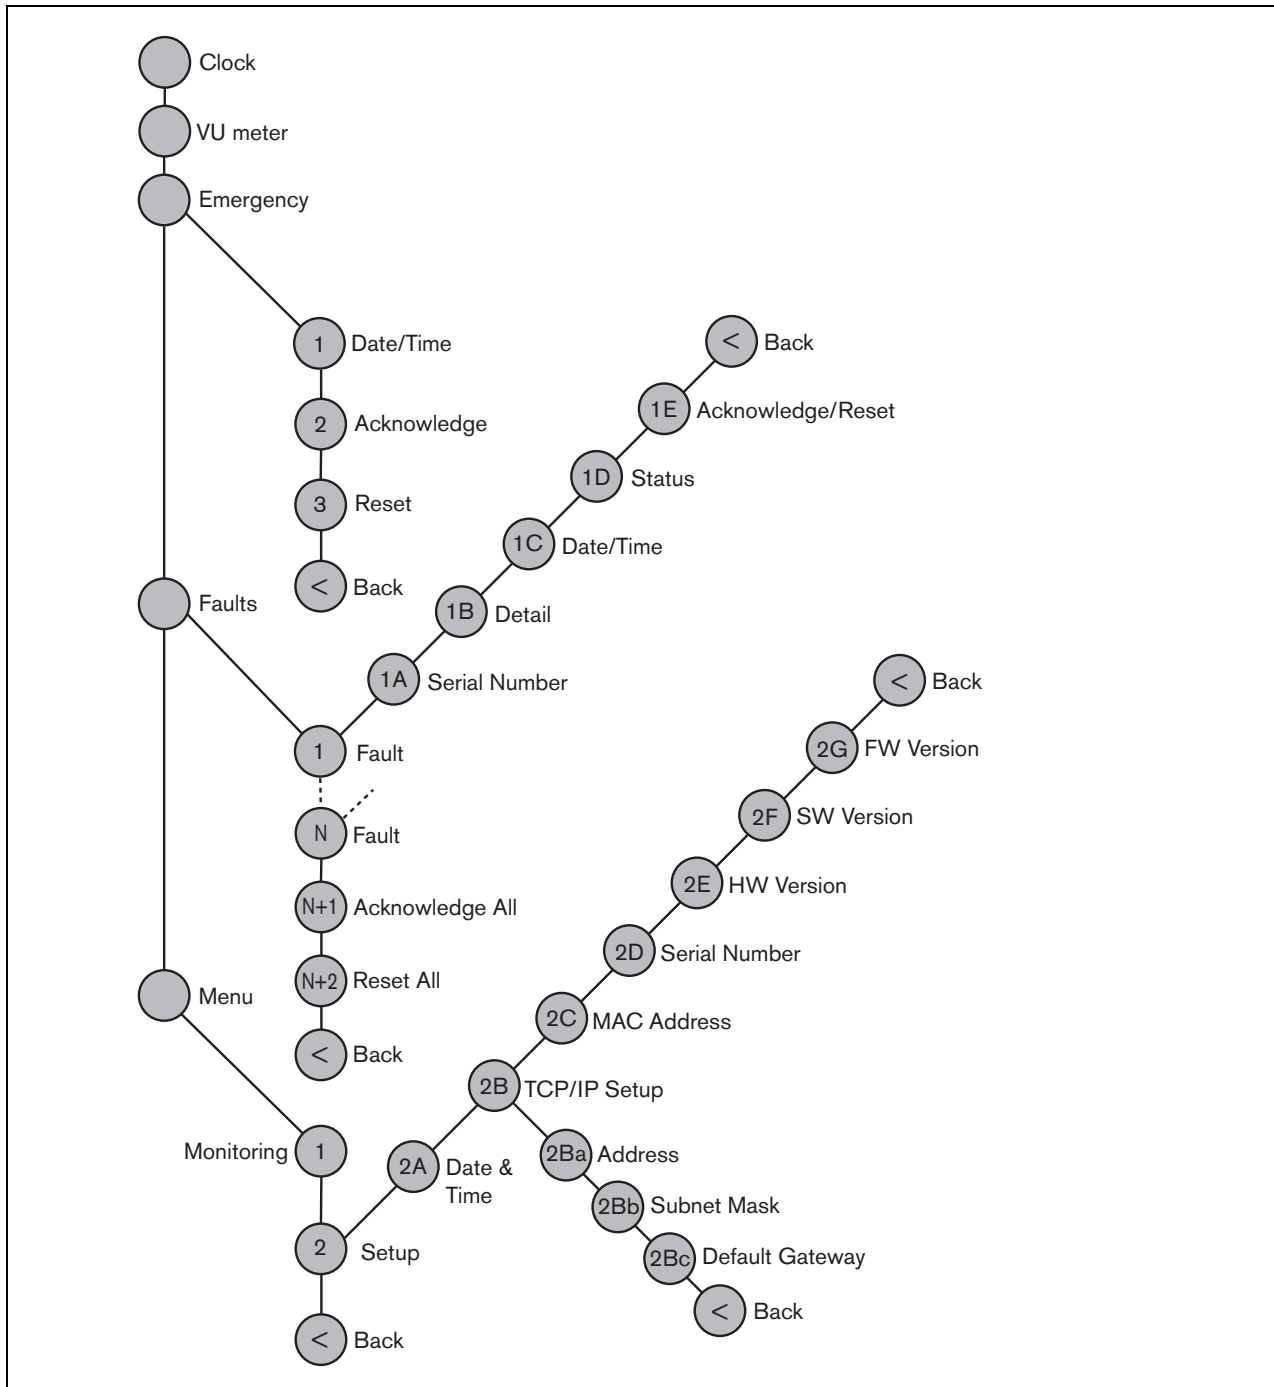 Clock
VU meter
Emergency
1 Date/Time
2 Acknowledge
3 Reset
< Back
Faults
< Back
1E Acknowledge/Reset
1D Status
1C Date/Time
1B Detail
1A Serial Number
1 Fault
N Fault
N+1 Acknowledge All
N+2 Reset All
< Back
Menu
< Back
2G FW Version
2F SW Version
2E HW Version
2D Serial Number
2C MAC Address
2B TCP/IP Setup
2Ba Address
2Bb Subnet Mask
2Bc Default Gateway
< Back
2A Date &
Time
Monitoring 1
2 Setup
< Back